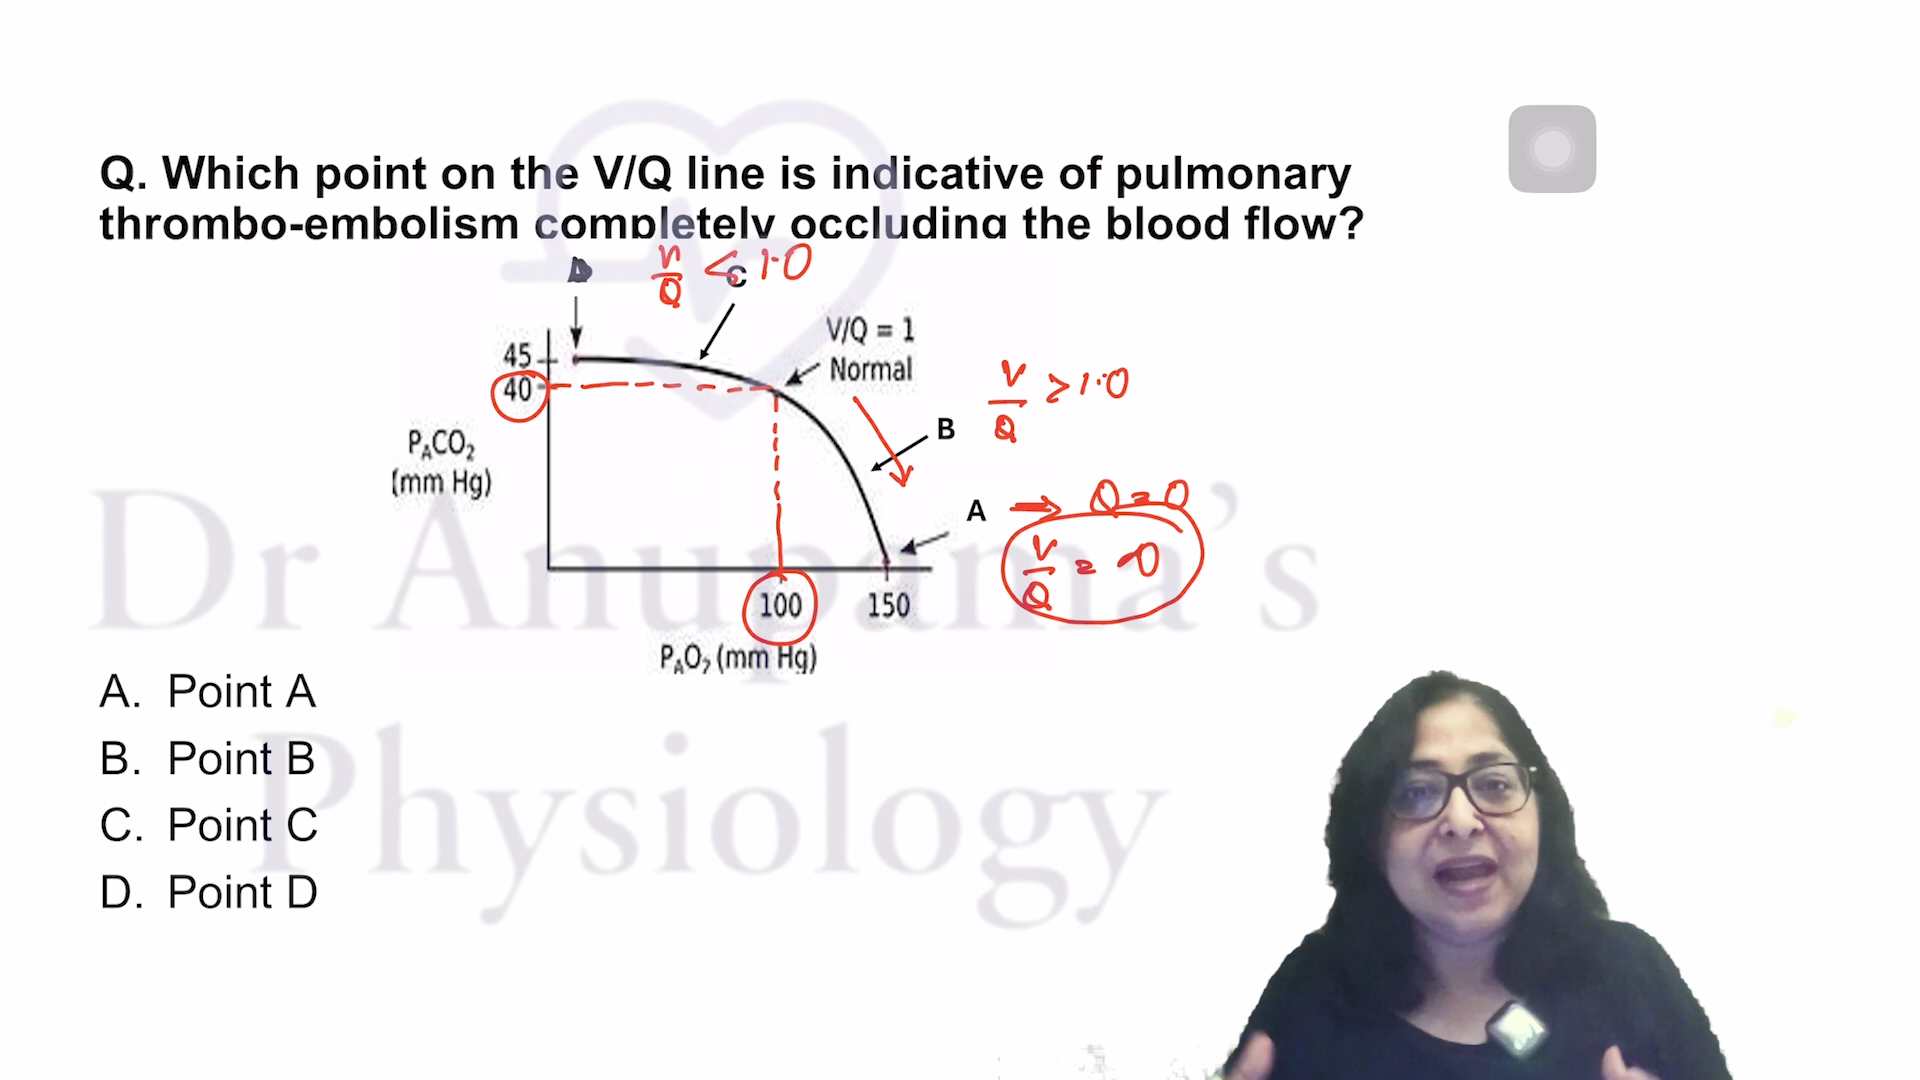 Q. Which point on the V/Q line is indicative of pulmonary
thrombo-embolism completely occluding the blood flow?
D
V/Q < 1.0
C
V/Q = 1
Normal
45
40
V/Q > 1.0
B
PACO2
(mm Hg)
A → Q = 0
V/Q =
100
150
PAO2 (mm Hg)
A. Point A
B. Point B
C. Point C
D. Point D
Dr Anupama's
Physiology